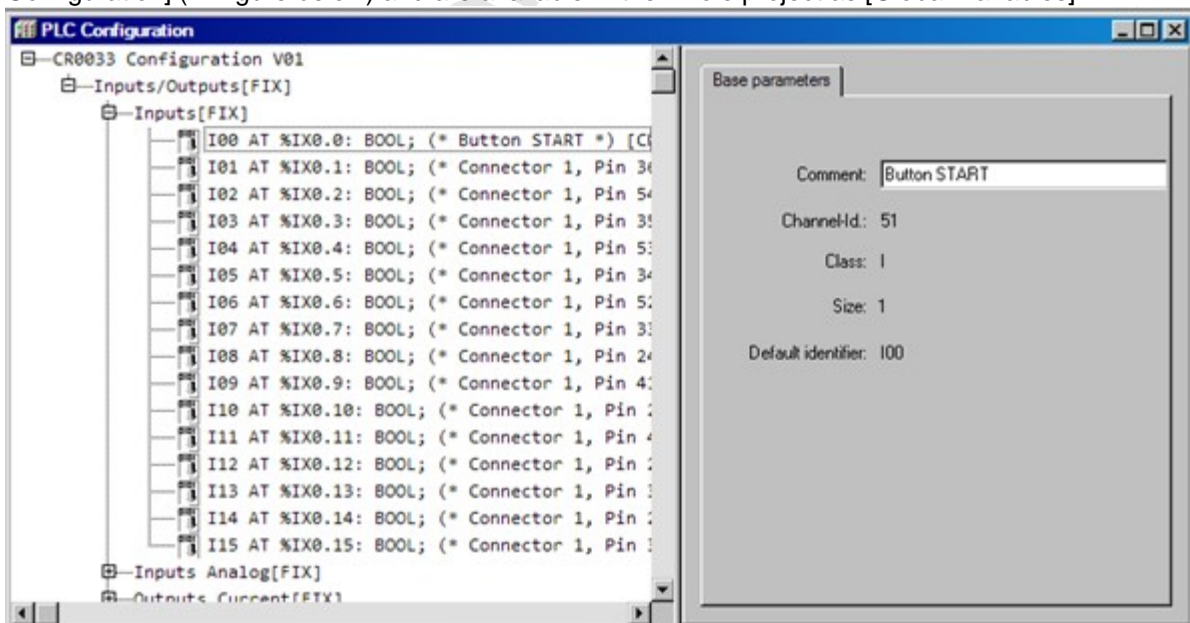 PLC Configuration
CR0033 Configuration V01
Inputs/Outputs[FIX]
Inputs[FIX]
I00 AT %IX0.0: BOOL; (* Button START *)
I01 AT %IX0.1: BOOL; (* Connector 1, Pin
I02 AT %IX0.2: BOOL; (* Connector 1, Pin
I03 AT %IX0.3: BOOL; (* Connector 1, Pin
I04 AT %IX0.4: BOOL; (* Connector 1, Pin
I05 AT %IX0.5: BOOL; (* Connector 1, Pin
I06 AT %IX0.6: BOOL; (* Connector 1, Pin
I07 AT %IX0.7: BOOL; (* Connector 1, Pin
I08 AT %IX0.8: BOOL; (* Connector 1, Pin
I09 AT %IX0.9: BOOL; (* Connector 1, Pin
I10 AT %IX0.10: BOOL; (* Connector 1, Pin
I11 AT %IX0.11: BOOL; (* Connector 1, Pin
I12 AT %IX0.12: BOOL; (* Connector 1, Pin
I13 AT %IX0.13: BOOL; (* Connector 1, Pin
I14 AT %IX0.14: BOOL; (* Connector 1, Pin
I15 AT %IX0.15: BOOL; (* Connector 1, Pin
Inputs Analog[FIX]
Outputs Current[FIX]
Base parameters
Comment: Button START
Channel-Id.: 51
Class: I
Size: 1
Default identifier: I00